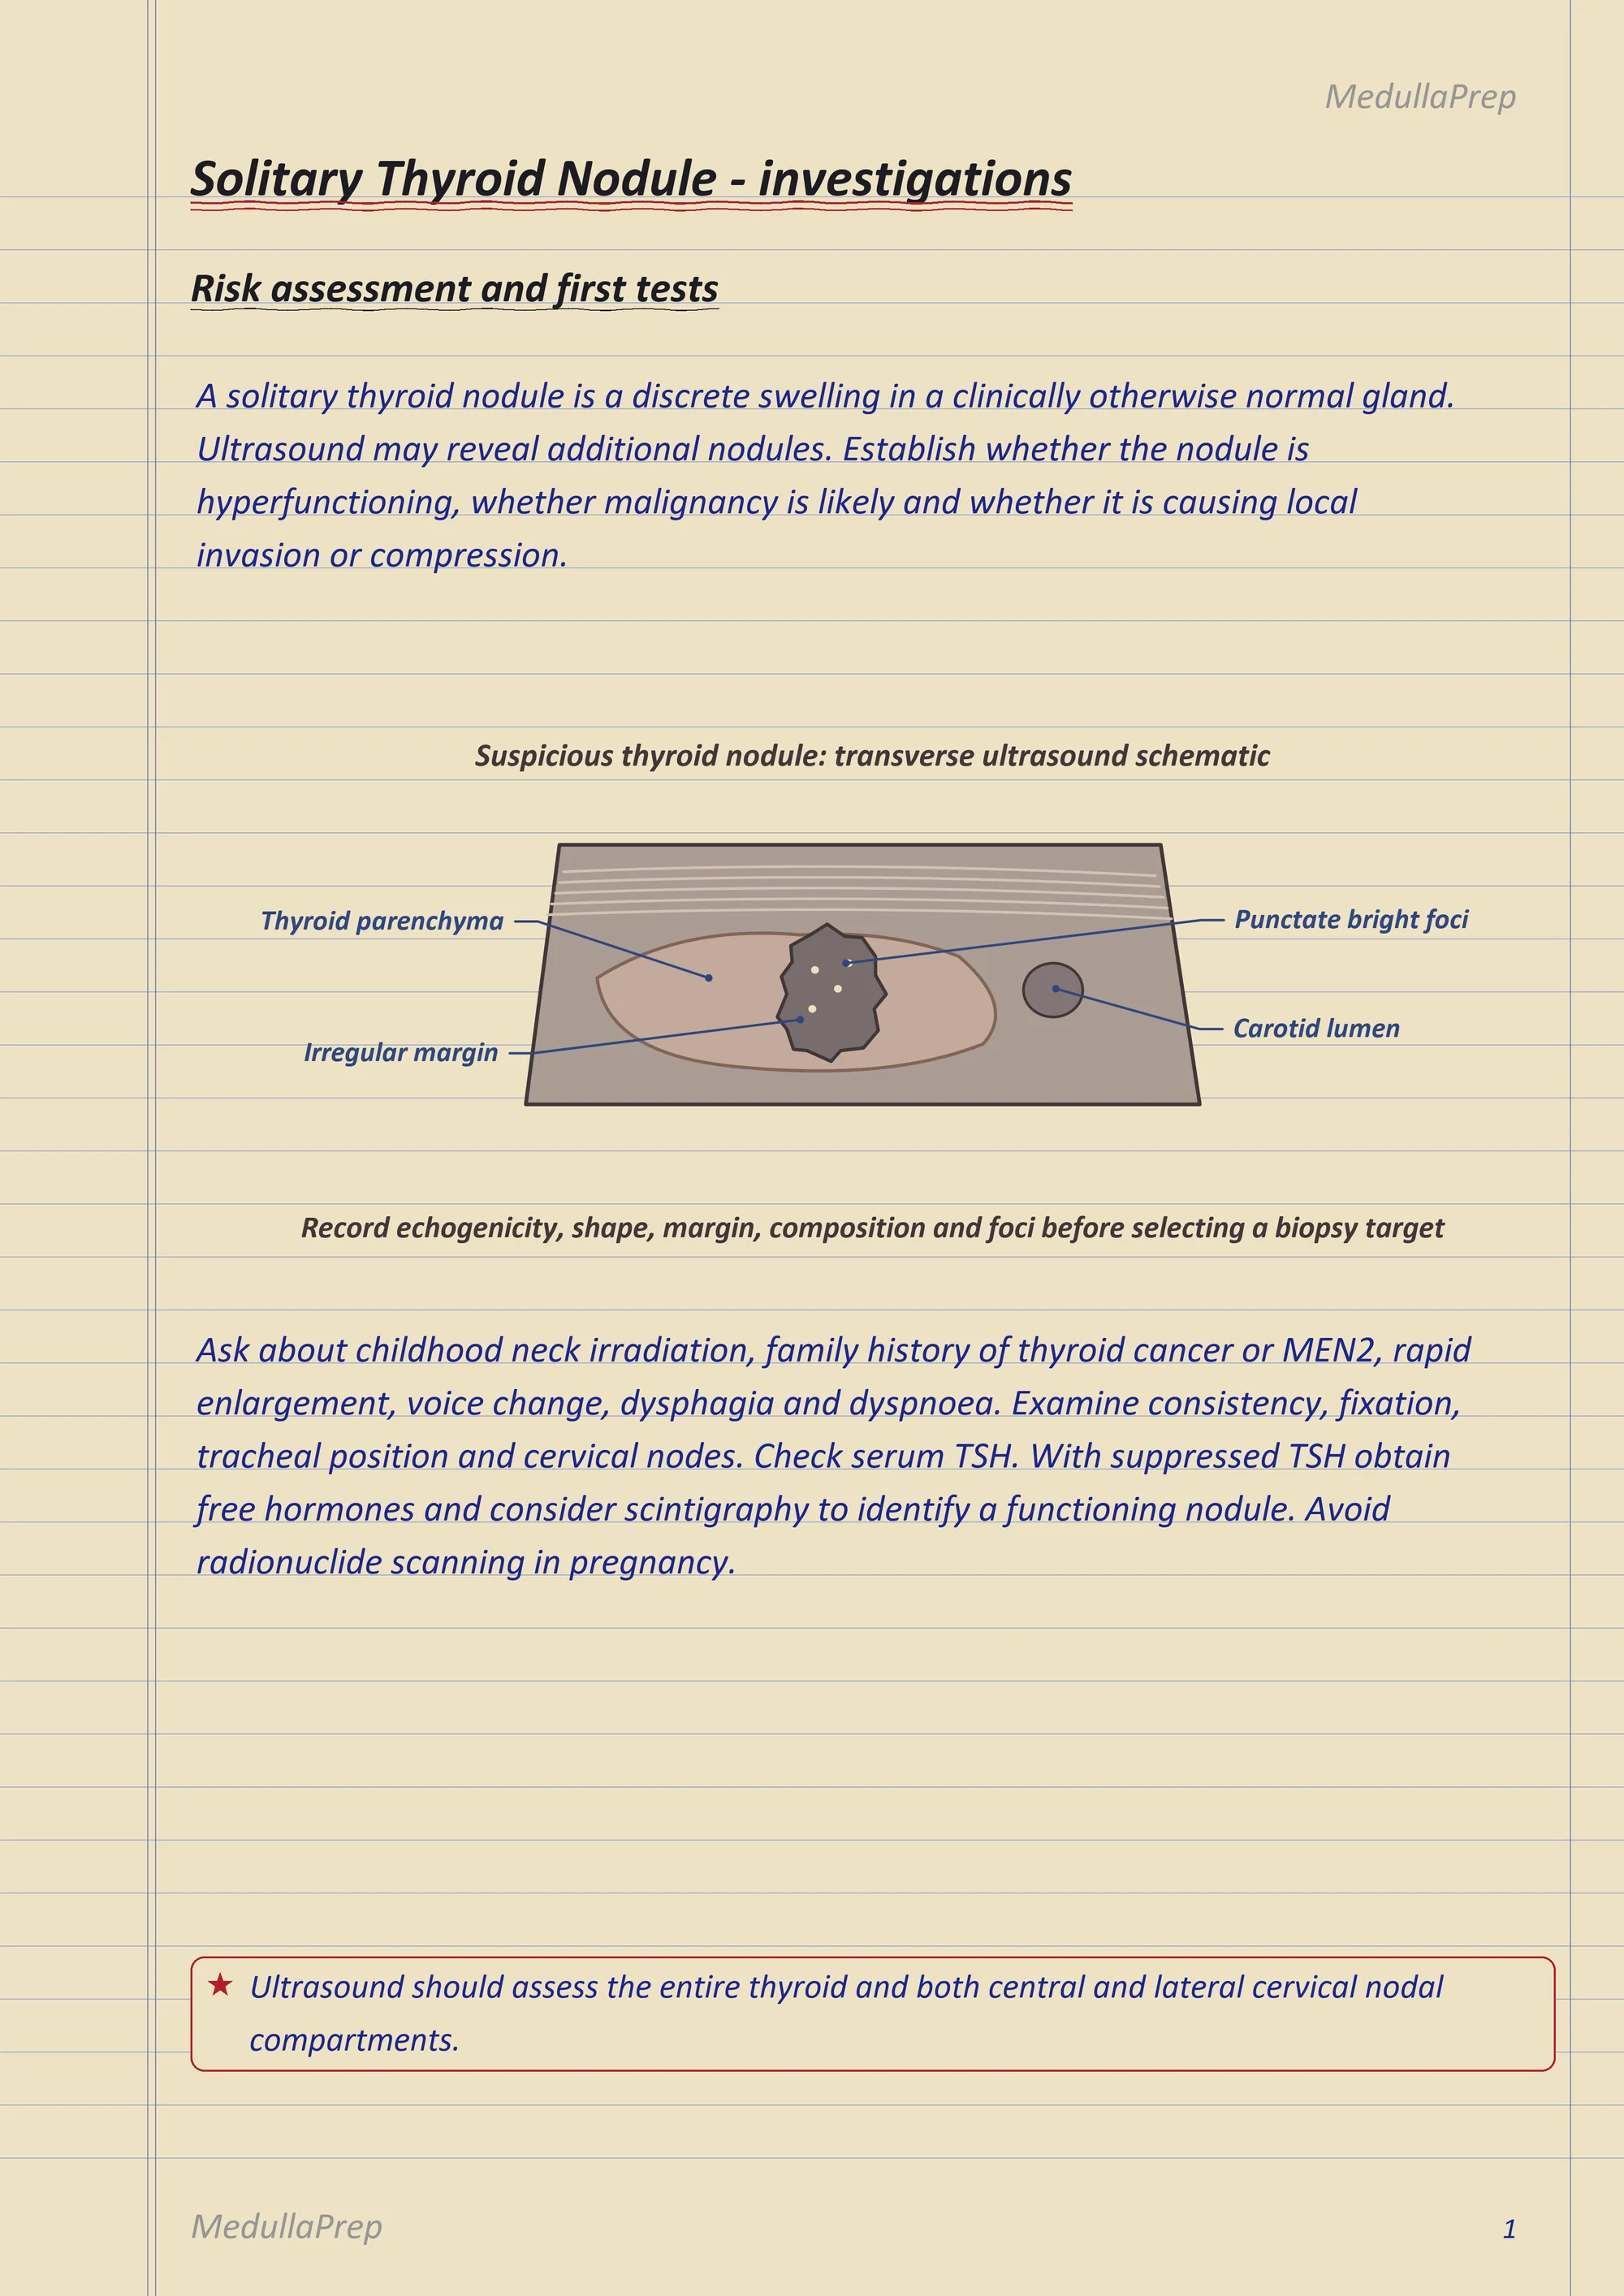 MedullaPrep
Solitary Thyroid Nodule - investigations
Risk assessment and first tests
A solitary thyroid nodule is a discrete swelling in a clinically otherwise normal gland.
Ultrasound may reveal additional nodules. Establish whether the nodule is
hyperfunctioning, whether malignancy is likely and whether it is causing local
invasion or compression.
Suspicious thyroid nodule: transverse ultrasound schematic
Thyroid parenchyma
Punctate bright foci
Irregular margin
Carotid lumen
Record echogenicity, shape, margin, composition and foci before selecting a biopsy target
Ask about childhood neck irradiation, family history of thyroid cancer or MEN2, rapid
enlargement, voice change, dysphagia and dyspnoea. Examine consistency, fixation,
tracheal position and cervical nodes. Check serum TSH. With suppressed TSH obtain
free hormones and consider scintigraphy to identify a functioning nodule. Avoid
radionuclide scanning in pregnancy.
★ Ultrasound should assess the entire thyroid and both central and lateral cervical nodal
compartments.
MedullaPrep
1